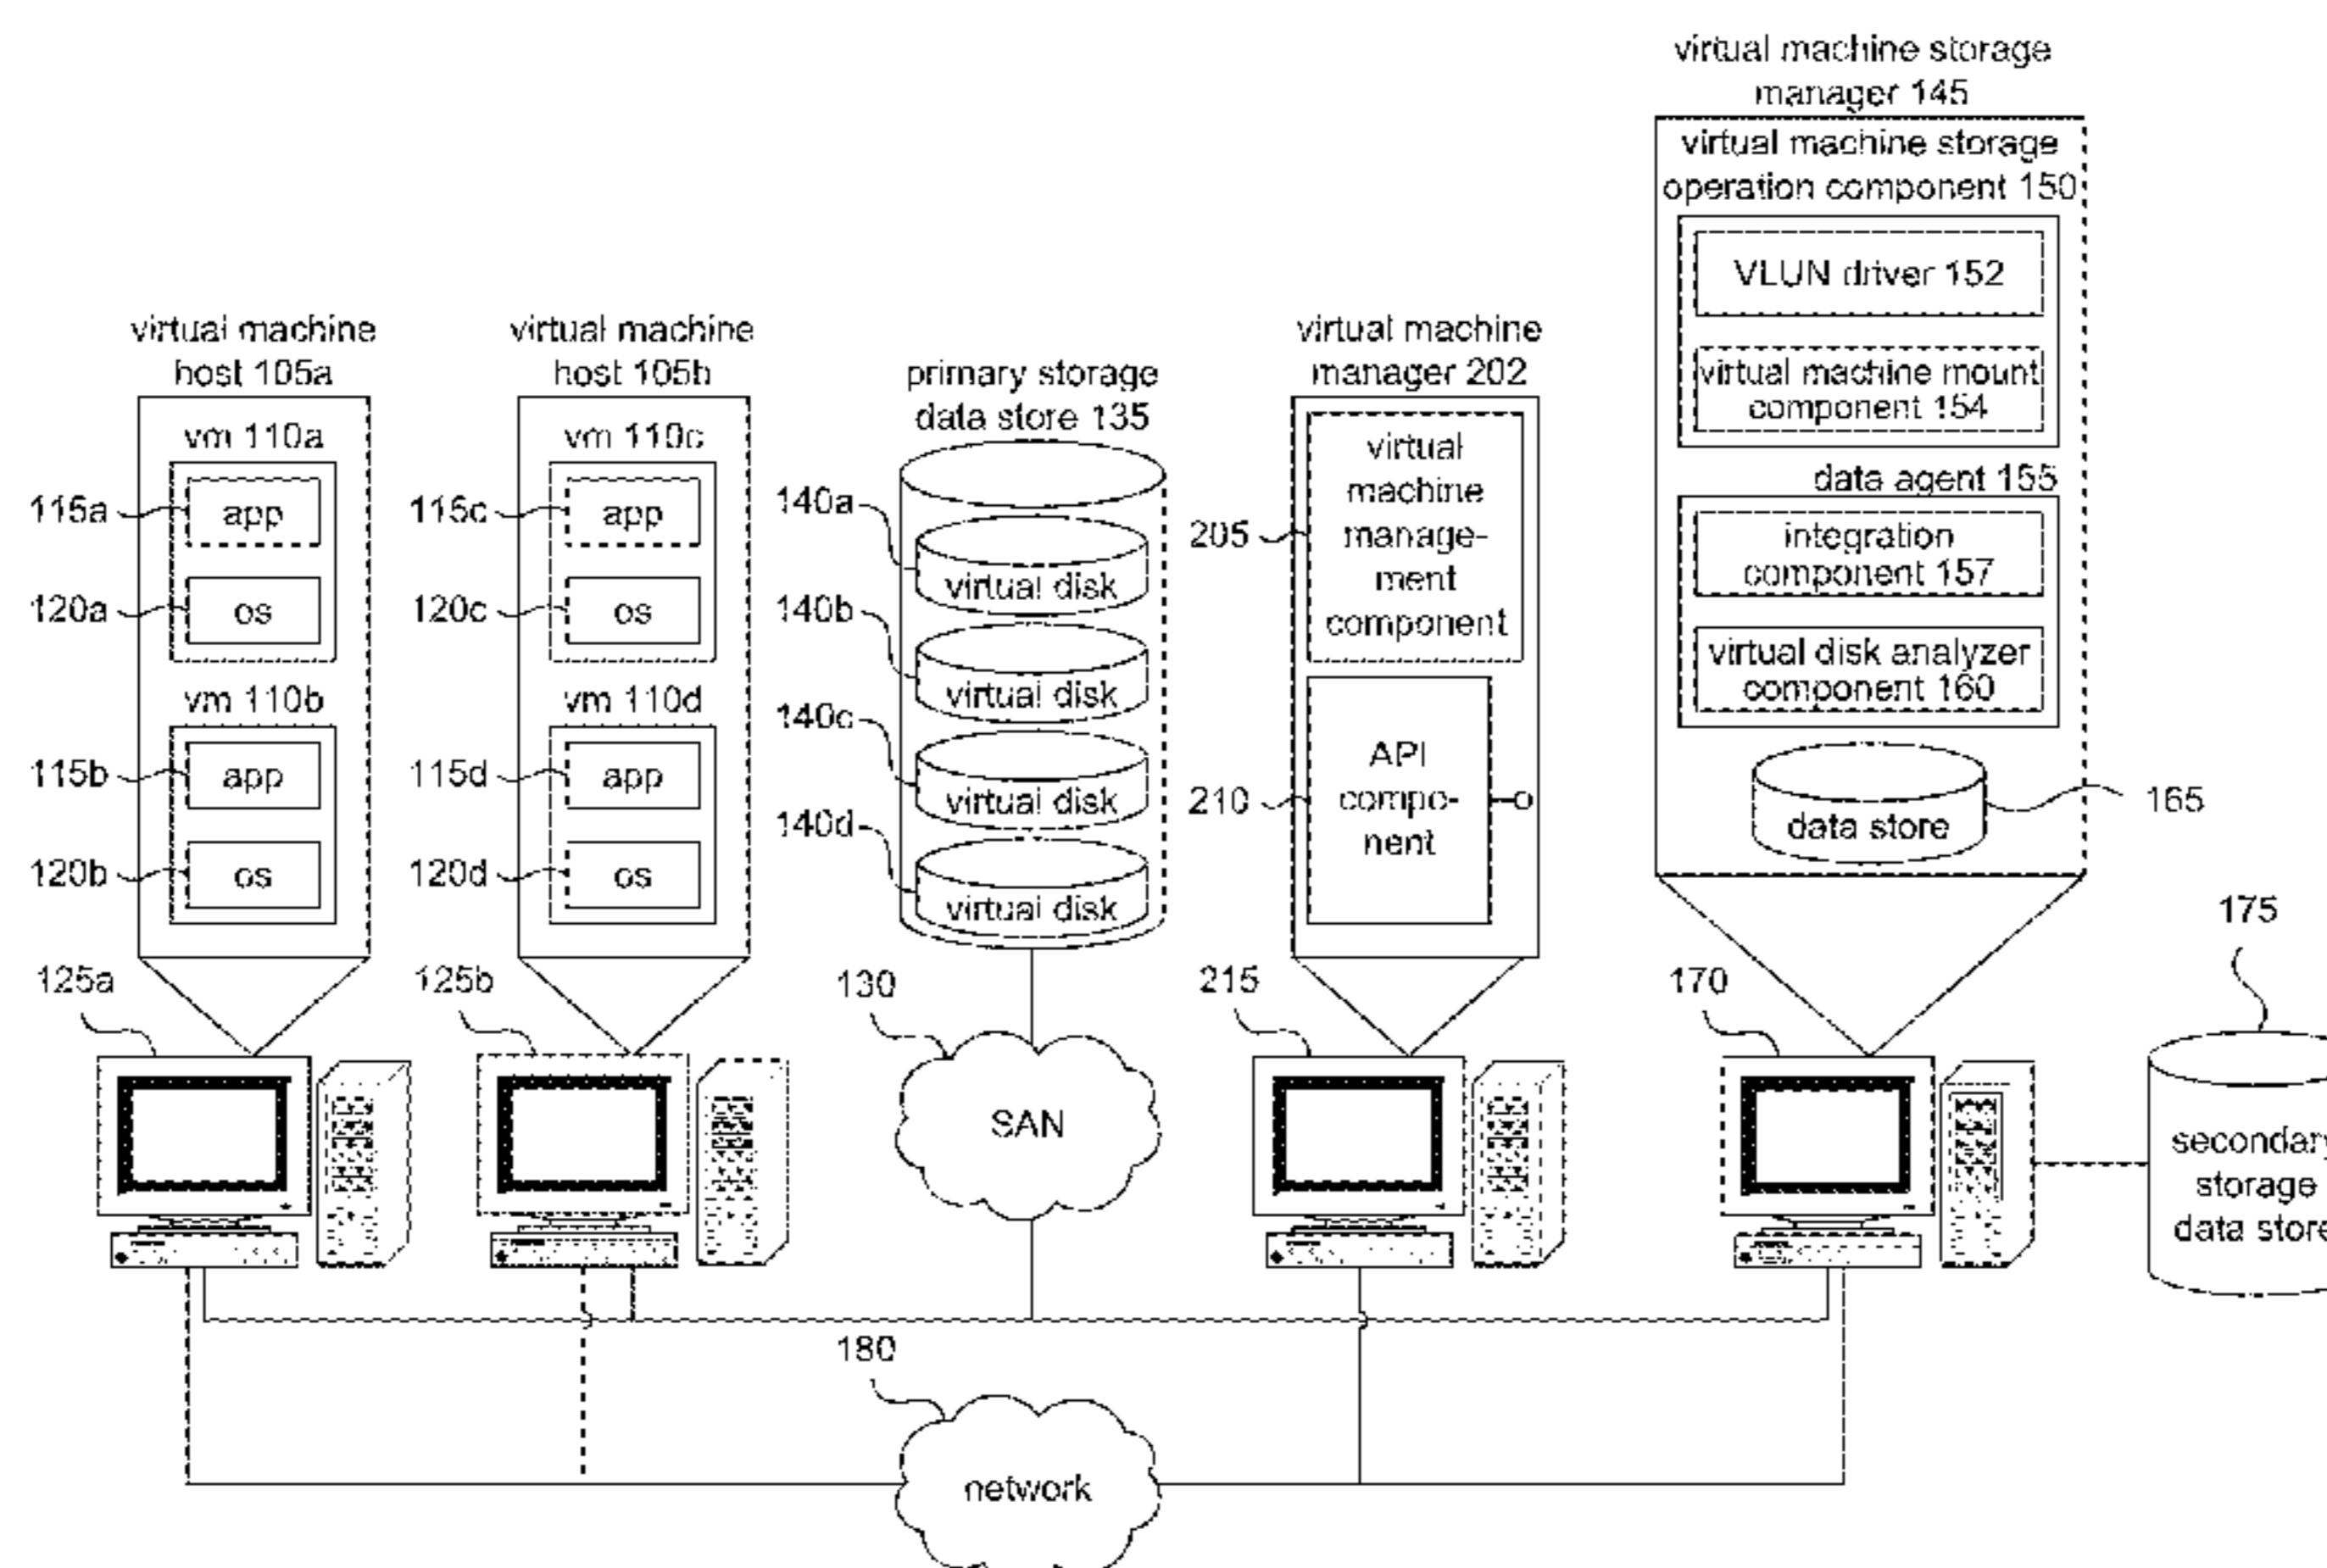 virtual machine storage
manager 145
virtual machine storage
operation component 150
VLUN driver 152
virtual machine mount
component 154
data agent 155
integration
component 157
virtual disk analyzer
component 160
data store
165
virtual machine
host 105a
vm 110a
115a
app
120a
os
vm 110b
115b
app
120b
os
125a
virtual machine
host 105b
vm 110c
115c
app
120c
os
vm 110d
115d
app
120d
os
125b
primary storage
data store 135
140a
virtual disk
140b
virtual disk
140c
virtual disk
140d
virtual disk
130
SAN
virtual machine
manager 202
205
virtual
machine
manage-
ment
component
210
API
compo-
nent
215
170
175
secondary
storage
data store
180
network